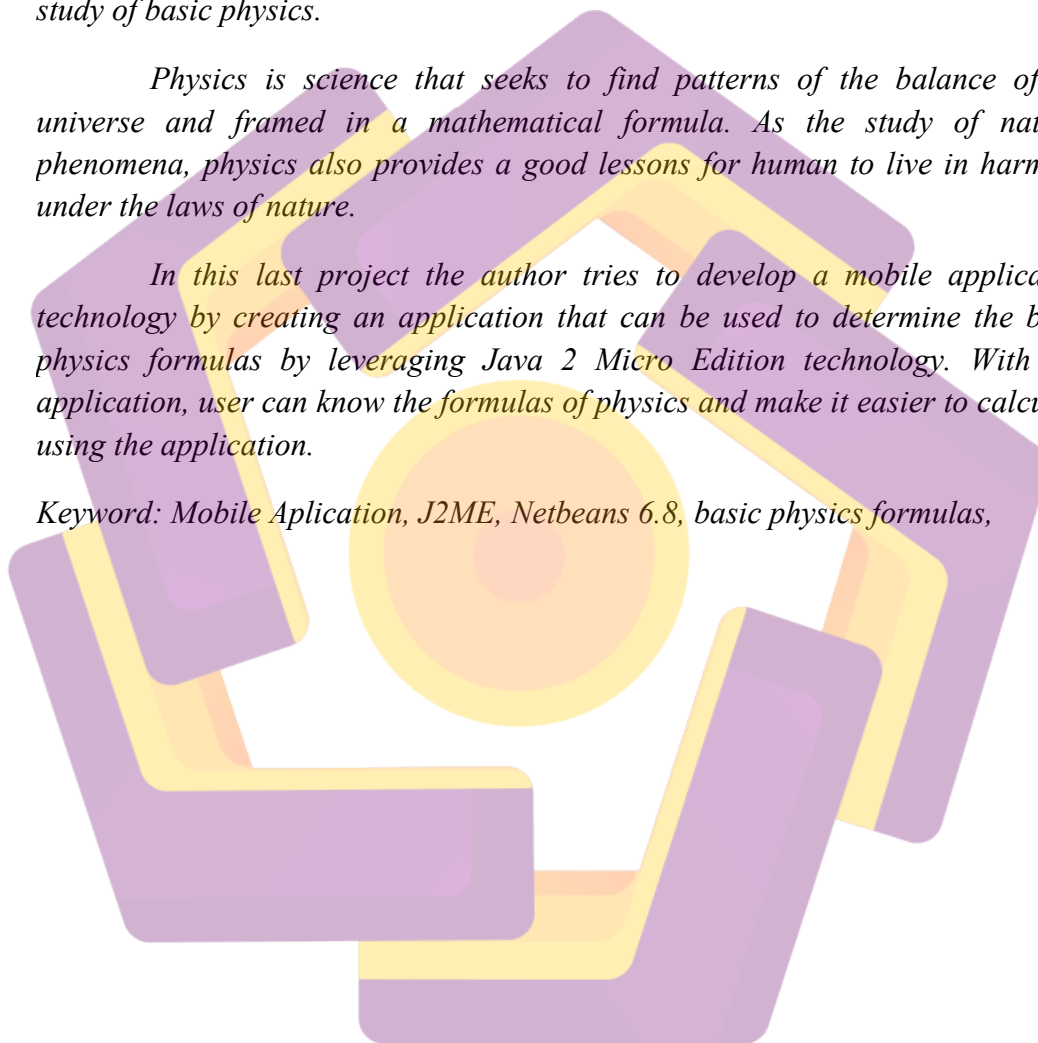 study of basic physics.
Physics is science that seeks to find patterns of the balance of
universe and framed in a mathematical formula. As the study of nat
phenomena, physics also provides a good lessons for human to live in harm
under the laws of nature.
In this last project the author tries to develop a mobile applica
technology by creating an application that can be used to determine the b
physics formulas by leveraging Java 2 Micro Edition technology. With
application, user can know the formulas of physics and make it easier to calcu
using the application.
Keyword: Mobile Aplication, J2ME, Netbeans 6.8, basic physics formulas,